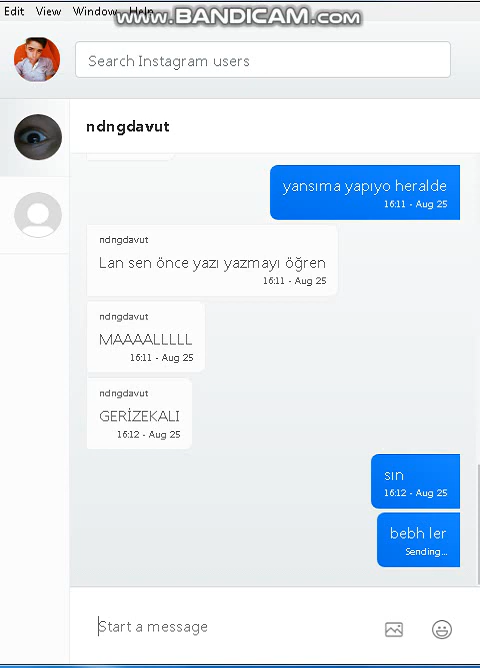 Edit View Window Help
www.BANDICAM.com
Search Instagram users
ndngdavut
yansıma yapıyo heralde
16:11 - Aug 25
ndngdavut
Lan sen önce yazı yazmayı öğren
16:11 - Aug 25
ndngdavut
MAAAALLLLL
16:11 - Aug 25
ndngdavut
GERİZEKALI
16:12 - Aug 25
sın
16:12 - Aug 25
bebh ler
Sending...
Start a message